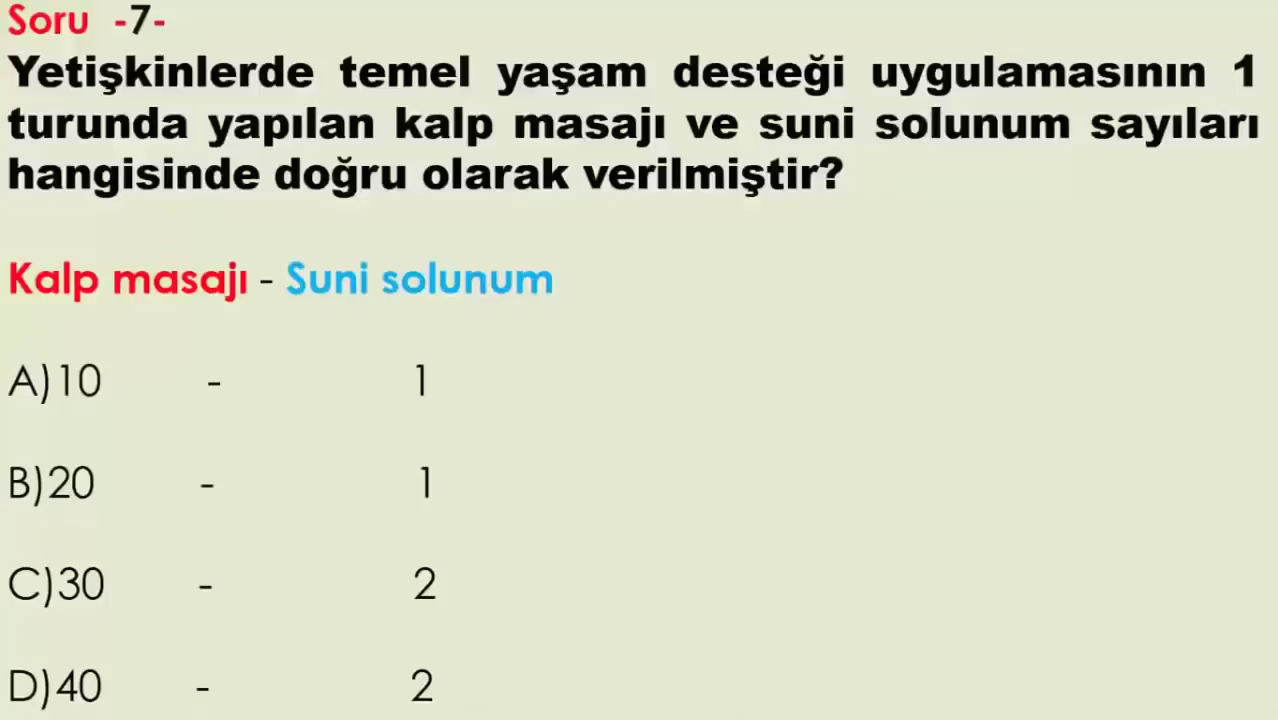 Soru -7-
Yetişkinlerde temel yaşam desteği uygulamasının 1
turunda yapılan kalp masajı ve suni solunum sayıları
hangisinde doğru olarak verilmiştir?
Kalp masajı - Suni solunum
A)10 - 1
B)20 - 1
C)30 - 2
D)40 - 2